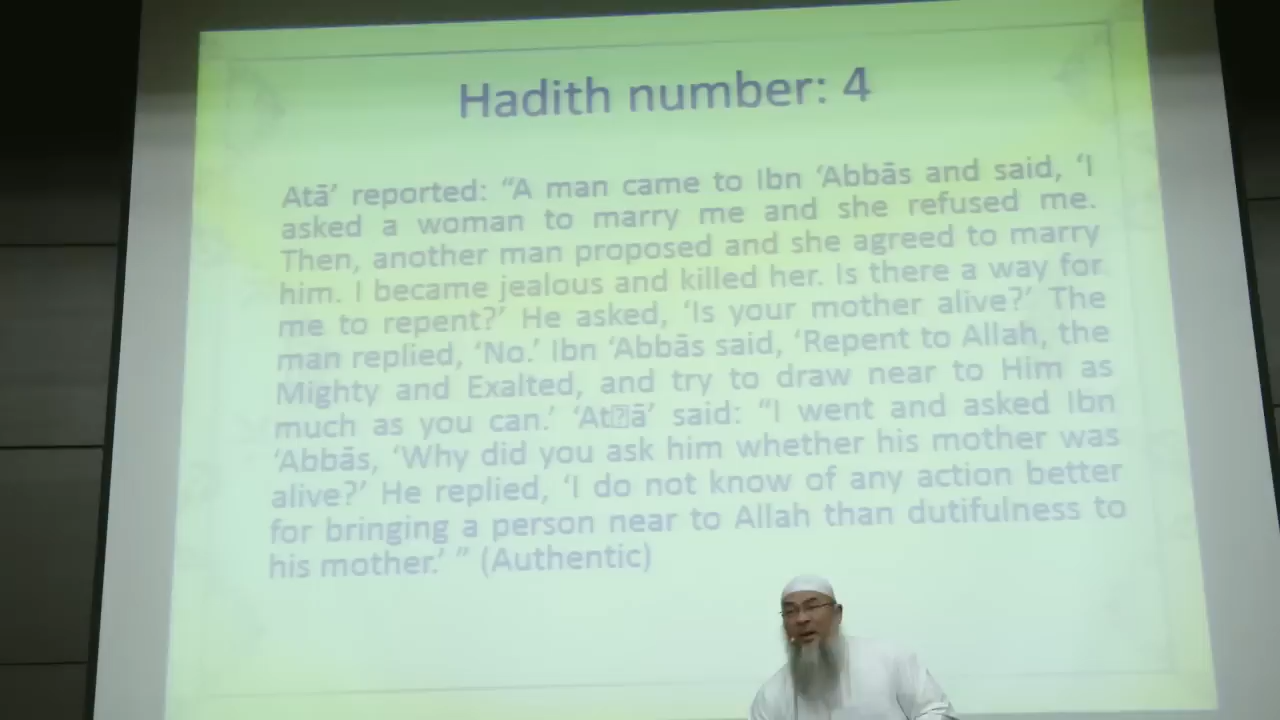 Hadith number: 4
Atā’ reported: “A man came to Ibn ‘Abbās and said, ‘I
asked a woman to marry me and she refused me.
Then, another man proposed and she agreed to marry
him. I became jealous and killed her. Is there a way for
me to repent?’ He asked, ‘Is your mother alive?’ The
man replied, ‘No.’ Ibn ‘Abbās said, ‘Repent to Allah, the
Mighty and Exalted, and try to draw near to Him as
much as you can.’ ‘At�ā’ said: “I went and asked Ibn
‘Abbās, ‘Why did you ask him whether his mother was
alive?’ He replied, ‘I do not know of any action better
for bringing a person near to Allah than dutifulness to
his mother.’ ” (Authentic)